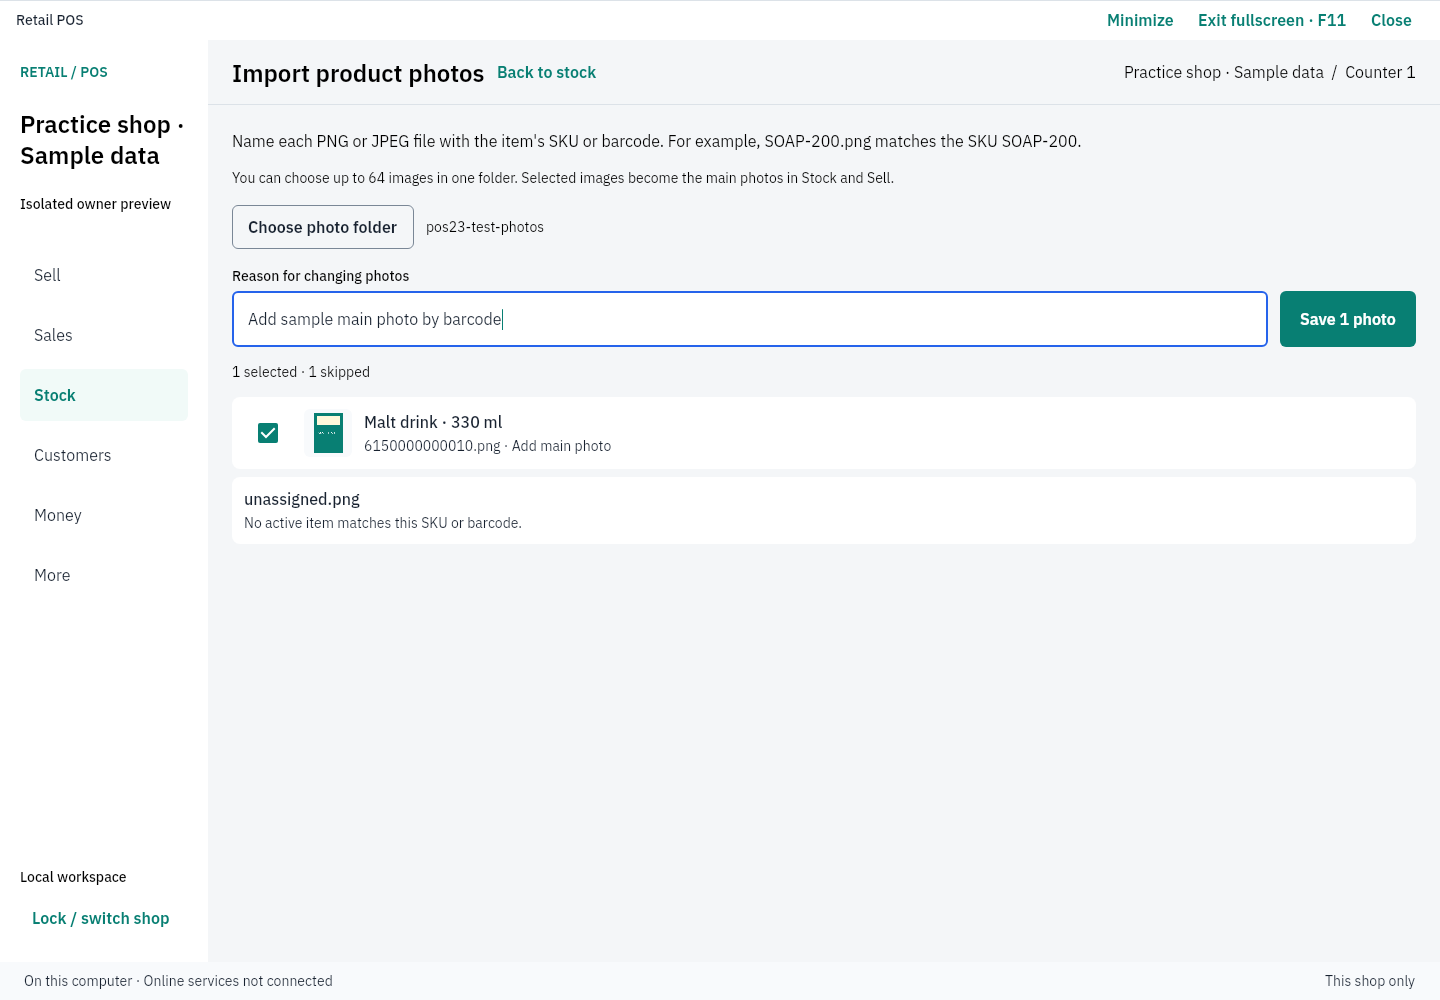 Retail POS
Minimize
Exit fullscreen · F11
Close
RETAIL / POS
Practice shop ·
Sample data
Isolated owner preview
Sell
Sales
Stock
Customers
Money
More
Local workspace
Lock / switch shop
Import product photos
Back to stock
Practice shop · Sample data / Counter 1
Name each PNG or JPEG file with the item's SKU or barcode. For example, SOAP-200.png matches the SKU SOAP-200.
You can choose up to 64 images in one folder. Selected images become the main photos in Stock and Sell.
Choose photo folder
pos23-test-photos
Reason for changing photos
Add sample main photo by barcode
Save 1 photo
1 selected · 1 skipped
Malt drink · 330 ml
6150000000010.png · Add main photo
unassigned.png
No active item matches this SKU or barcode.
On this computer · Online services not connected
This shop only